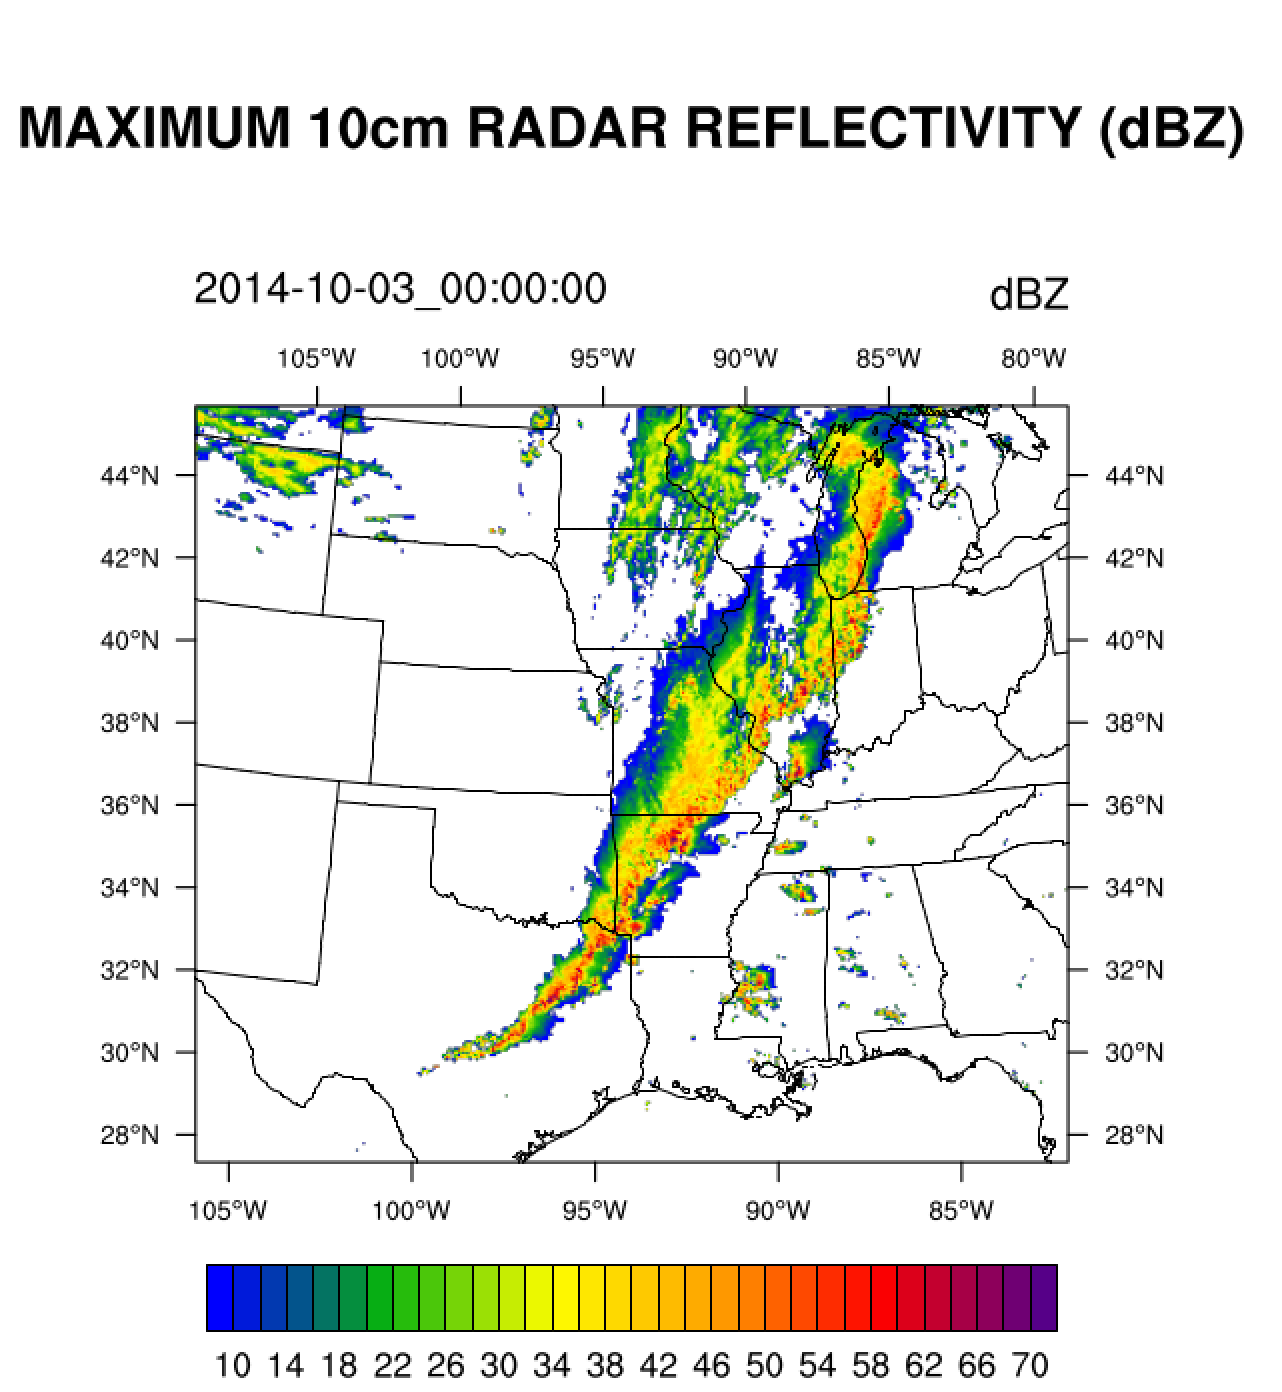 MAXIMUM 10cm RADAR REFLECTIVITY (dBZ)
2014-10-03_00:00:00 dBZ
105°W 100°W 95°W 90°W 85°W 80°W
44°N 44°N
42°N 42°N
40°N 40°N
38°N 38°N
36°N 36°N
34°N 34°N
32°N 32°N
30°N 30°N
28°N 28°N
105°W 100°W 95°W 90°W 85°W
10 14 18 22 26 30 34 38 42 46 50 54 58 62 66 70